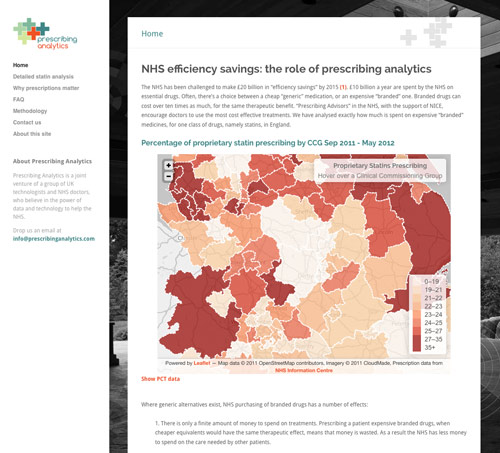 prescribing
analytics
Home
Detailed statin analysis
Why prescriptions matter
FAQ
Methodology
Contact us
About this site
About Prescribing Analytics
Prescribing Analytics is a joint
venture of a group of UK
technologists and NHS doctors,
who believe in the power of
data and technology to help the
NHS.
Drop us an email at
info@prescribinganalytics.com
Home
NHS efficiency savings: the role of prescribing analytics
The NHS has been challenged to make £20 billion in "efficiency savings" by 2015 (1). £10 billion a year are spent by the NHS on
essential drugs. Often, there's a choice between a cheap "generic" medication, or an expensive "branded" one. Branded drugs can
cost over ten times as much, for the same therapeutic benefit. "Prescribing Advisors" in the NHS, with the support of NICE,
encourage doctors to use the most cost effective treatments. We have analysed exactly how much is spent on expensive "branded"
medicines, for one class of drugs, namely statins, in England.
Percentage of proprietary statin prescribing by CCG Sep 2011 - May 2012
+
−
Proprietary Statins Prescribing
Hover over a Clinical Commissioning Group
0–19
19–21
21–22
22–23
23–24
24–25
25–27
27–35
35+
Powered by Leaflet — Map data © 2011 OpenStreetMap contributors, Imagery © 2011 CloudMade, Prescription data from
NHS Information Centre
Show PCT data
Where generic alternatives exist, NHS purchasing of branded drugs has a number of effects:
1. There is only a finite amount of money to spend on treatments. Prescribing a patient expensive branded drugs, when
cheaper equivalents would have the same therapeutic effect, means that money is wasted. As a result the NHS has less money
to spend on the care needed by other patients.